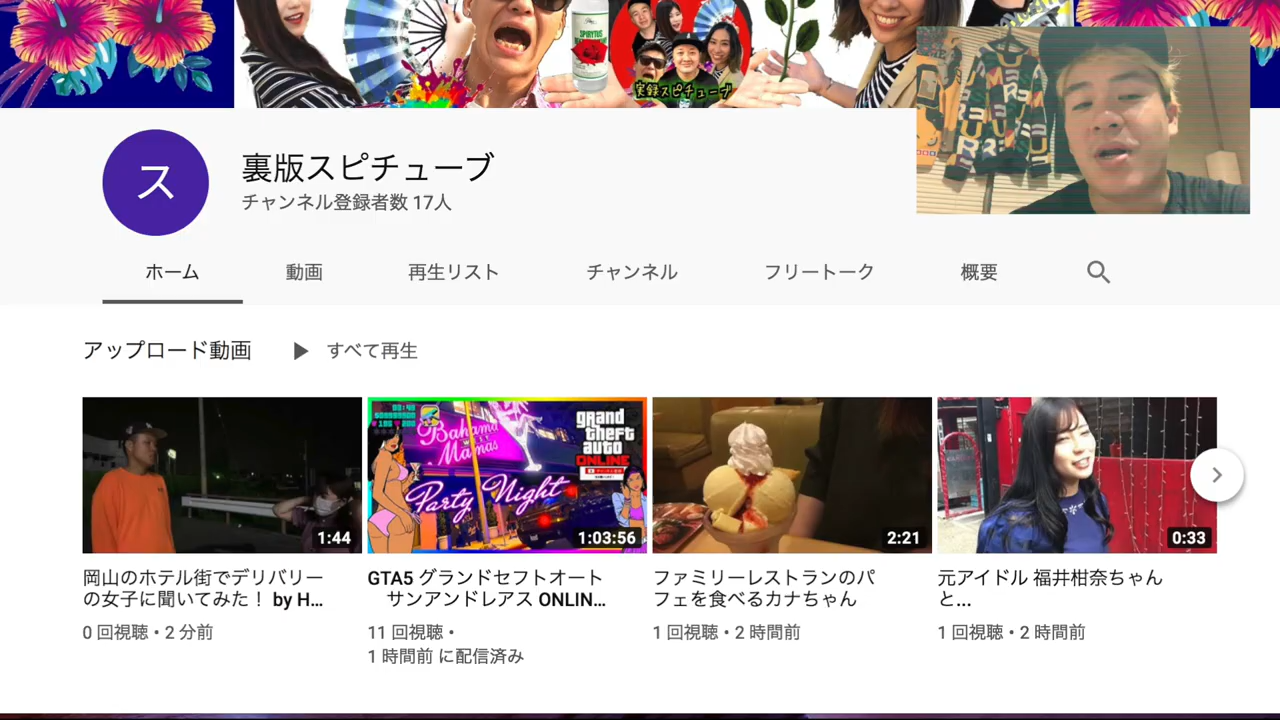 SPIRYTUS
実録スピチューブ
ス
裏版スピチューブ
チャンネル登録者数 17人
ホーム
動画
再生リスト
チャンネル
フリートーク
概要
アップロード動画
すべて再生
Bahama
Mamas
WEST
Party Night
grand
theft
auto
ONLINE
1:44
1:03:56
2:21
0:33
岡山のホテル街でデリバリー
の女子に聞いてみた！ by H...
0 回視聴・2 分前
GTA5 グランドセフトオート
サンアンドレアス ONLIN...
11 回視聴・
1 時間前 に配信済み
ファミリーレストランのパ
フェを食べるカナちゃん
1 回視聴・2 時間前
元アイドル 福井柑奈ちゃん
と...
1 回視聴・2 時間前